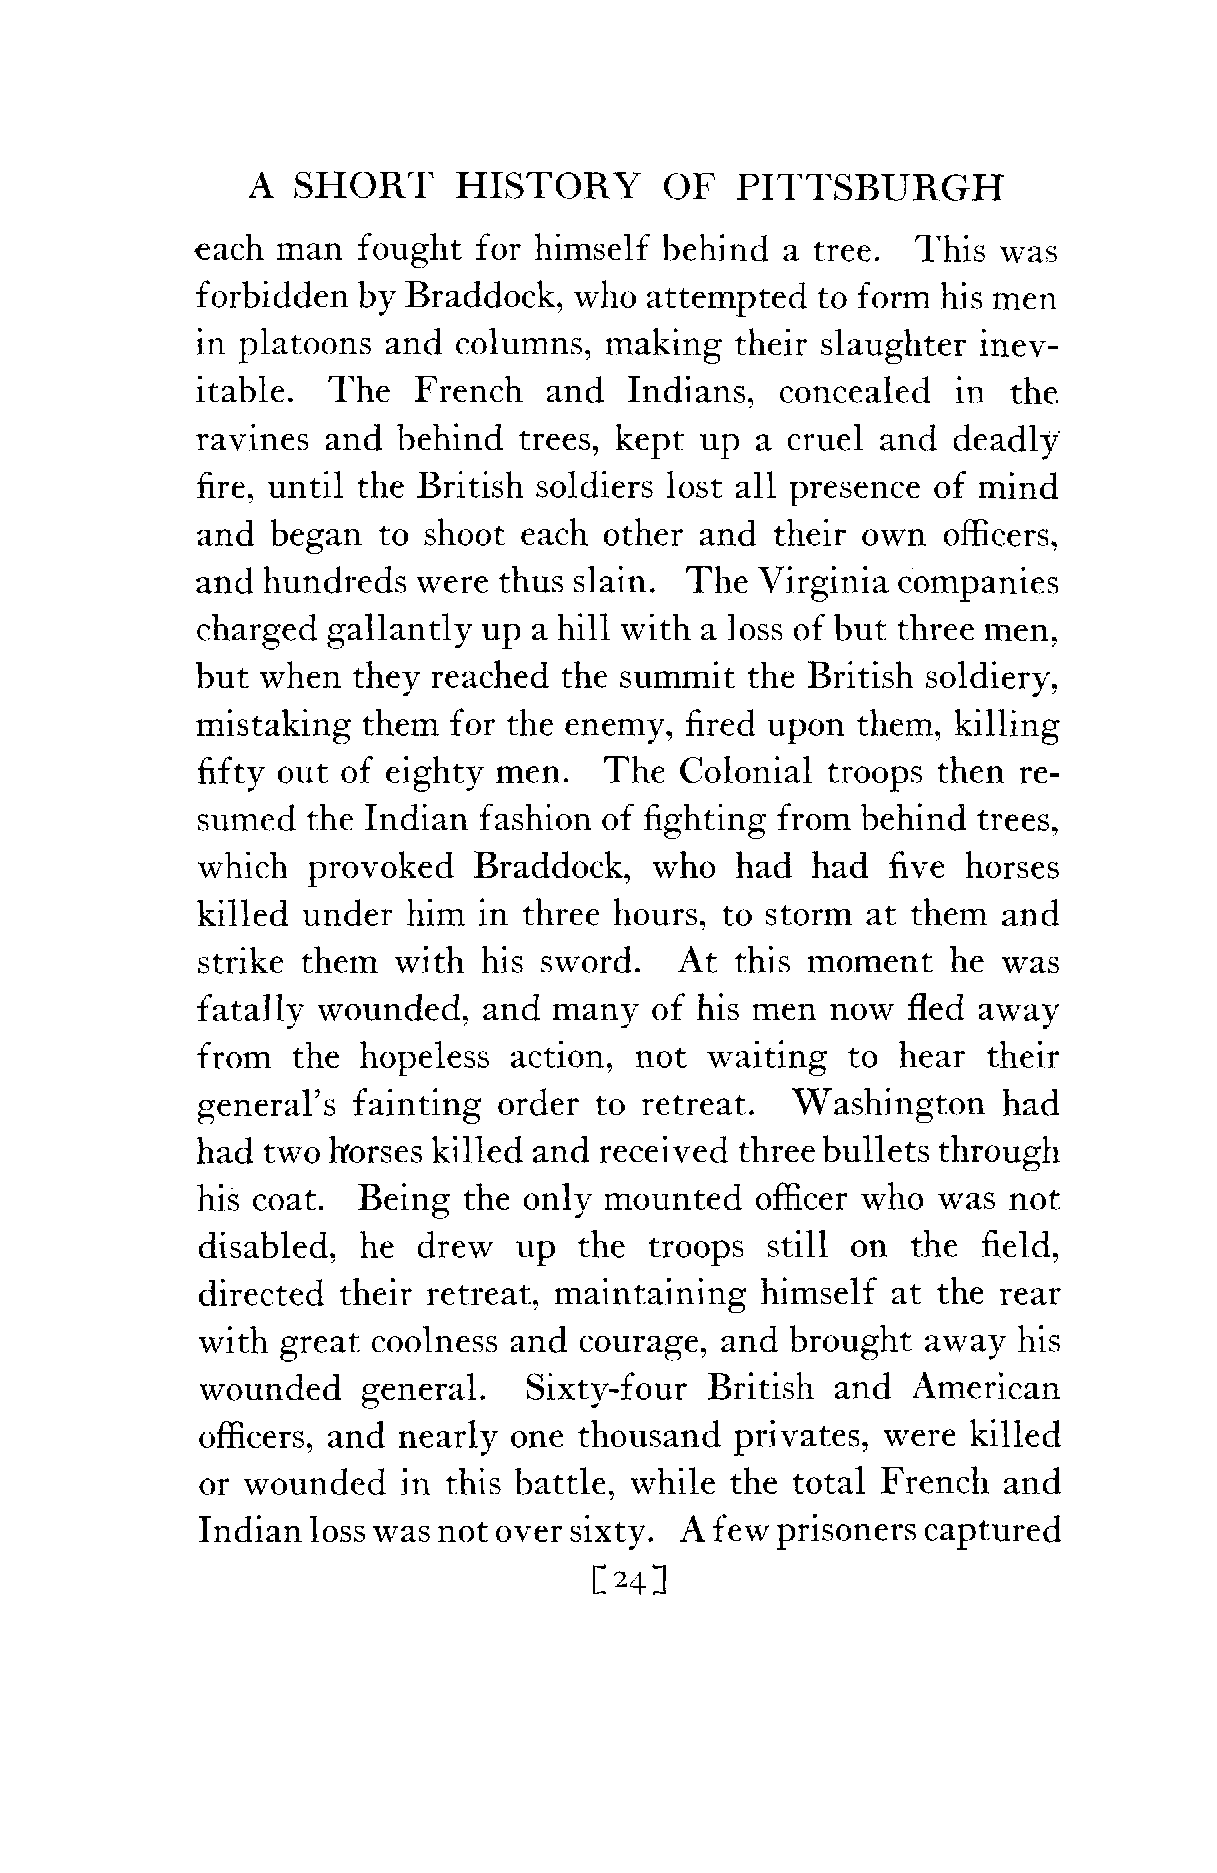 A SHORT HISTORY OF PITTSBURGH
each man fought for himself behind a tree. This was
forbidden by Braddock, who attempted to form his men
in platoons and columns, making their slaughter inev-
itable. The French and Indians, concealed in the
ravines and behind trees, kept up a cruel and deadly
fire, until the British soldiers lost all presence of mind
and began to shoot each other and their own officers,
and hundreds were thus slain. The Virginia companies
charged gallantly up a hill with a loss of but three men,
but when they reached the summit the British soldiery,
mistaking them for the enemy, fired upon them, killing
fifty out of eighty men. The Colonial troops then re-
sumed the Indian fashion of fighting from behind trees,
which provoked Braddock, who had had five horses
killed under him in three hours, to storm at them and
strike them with his sword. At this moment he was
fatally wounded, and many of his men now fled away
from the hopeless action, not waiting to hear their
general's fainting order to retreat. Washington had
had two horses killed and received three bullets through
his coat. Being the only mounted officer who was not
disabled, he drew up the troops still on the field,
directed their retreat, maintaining himself at the rear
with great coolness and courage, and brought away his
wounded general. Sixty-four British and American
officers, and nearly one thousand privates, were killed
or wounded in this battle, while the total French and
Indian loss was not over sixty. A few prisoners captured
[24]